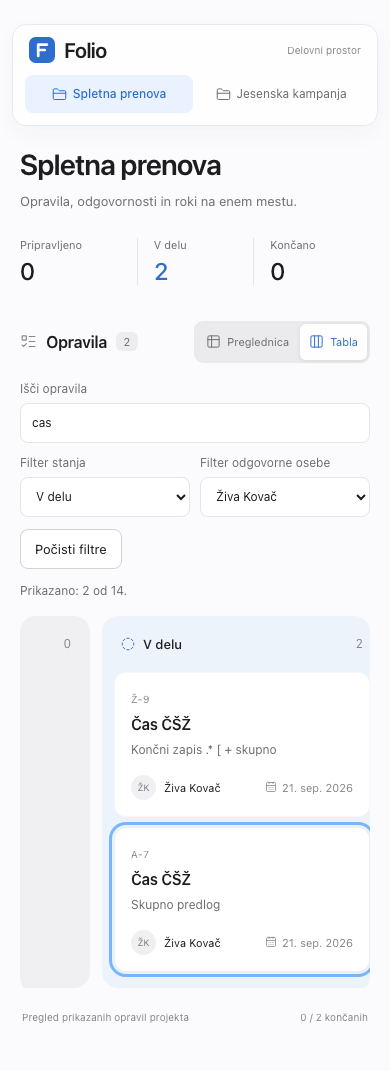 F Folio
Delovni prostor
Spletna prenova
Jesenska kampanja
Spletna prenova
Opravila, odgovornosti in roki na enem mestu.
Pripravljeno
0
V delu
2
Končano
0
Opravila 2
Preglednica
Tabla
Išči opravila
cas
Filter stanja
V delu
Filter odgovorne osebe
Živa Kovač
Počisti filtre
Prikazano: 2 od 14.
0
V delu
2
Ž-9
Čas ČŠŽ
Končni zapis .* [ + skupno
ŽK Živa Kovač
21. sep. 2026
A-7
Čas ČŠŽ
Skupno predlog
ŽK Živa Kovač
21. sep. 2026
Pregled prikazanih opravil projekta
0 / 2 končanih